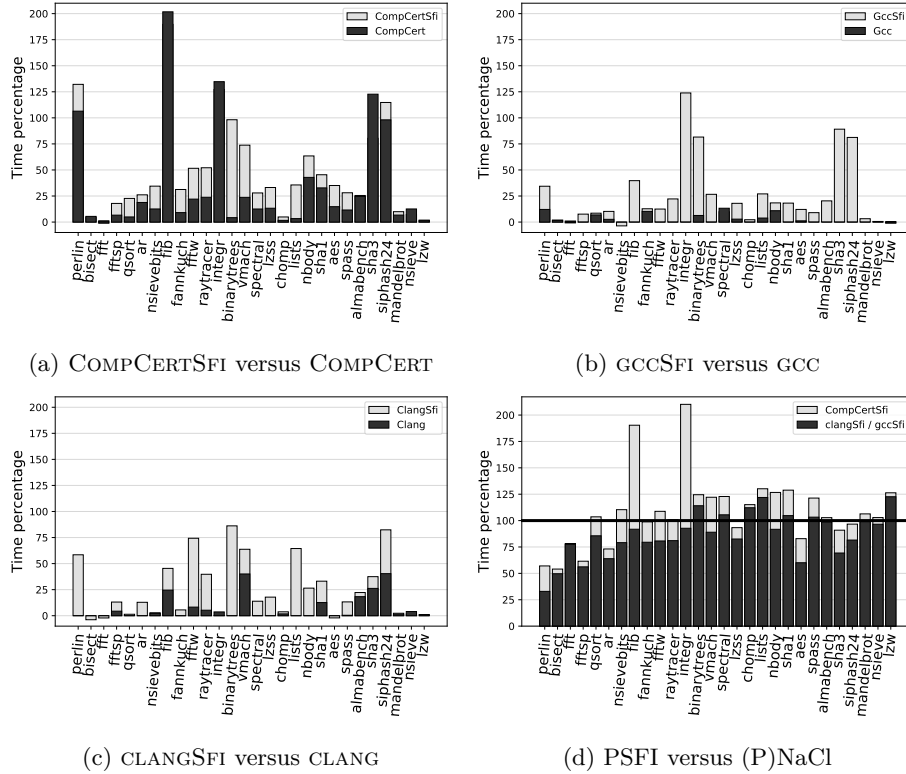 200
175
150
125
100
75
50
25
0
Time percentage
CompCertSfi
CompCert
perlin
bisect
fft
fftsp
qsort
ar
nsievebits
fib
fannkuch
fftw
raytracer
integr
binarytrees
vmach
spectral
lzss
chomp
lists
nbody
sha1
aes
spass
almabench
sha3
siphash24
mandelbrot
nsieve
lzw
(a) COMPCERTSFI versus COMPCERT
200
175
150
125
100
75
50
25
0
Time percentage
GccSfi
Gcc
perlin
bisect
fft
fftsp
qsort
ar
nsievebits
fib
fannkuch
fftw
raytracer
integr
binarytrees
vmach
spectral
lzss
chomp
lists
nbody
sha1
aes
spass
almabench
sha3
siphash24
mandelbrot
nsieve
lzw
(b) GCCSFI versus GCC
200
175
150
125
100
75
50
25
0
Time percentage
ClangSfi
Clang
perlin
bisect
fft
fftsp
qsort
ar
nsievebits
fib
fannkuch
fftw
raytracer
integr
binarytrees
vmach
spectral
lzss
chomp
lists
nbody
sha1
aes
spass
almabench
sha3
siphash24
mandelbrot
nsieve
lzw
(c) CLANGSFI versus CLANG
200
175
150
125
100
75
50
25
0
Time percentage
CompCertSfi
clangSfi / gccSfi
perlin
bisect
fft
fftsp
qsort
ar
nsievebits
fib
fannkuch
fftw
raytracer
integr
binarytrees
vmach
spectral
lzss
chomp
lists
nbody
sha1
aes
spass
almabench
sha3
siphash24
mandelbrot
nsieve
lzw
(d) PSFI versus (P)NaCl